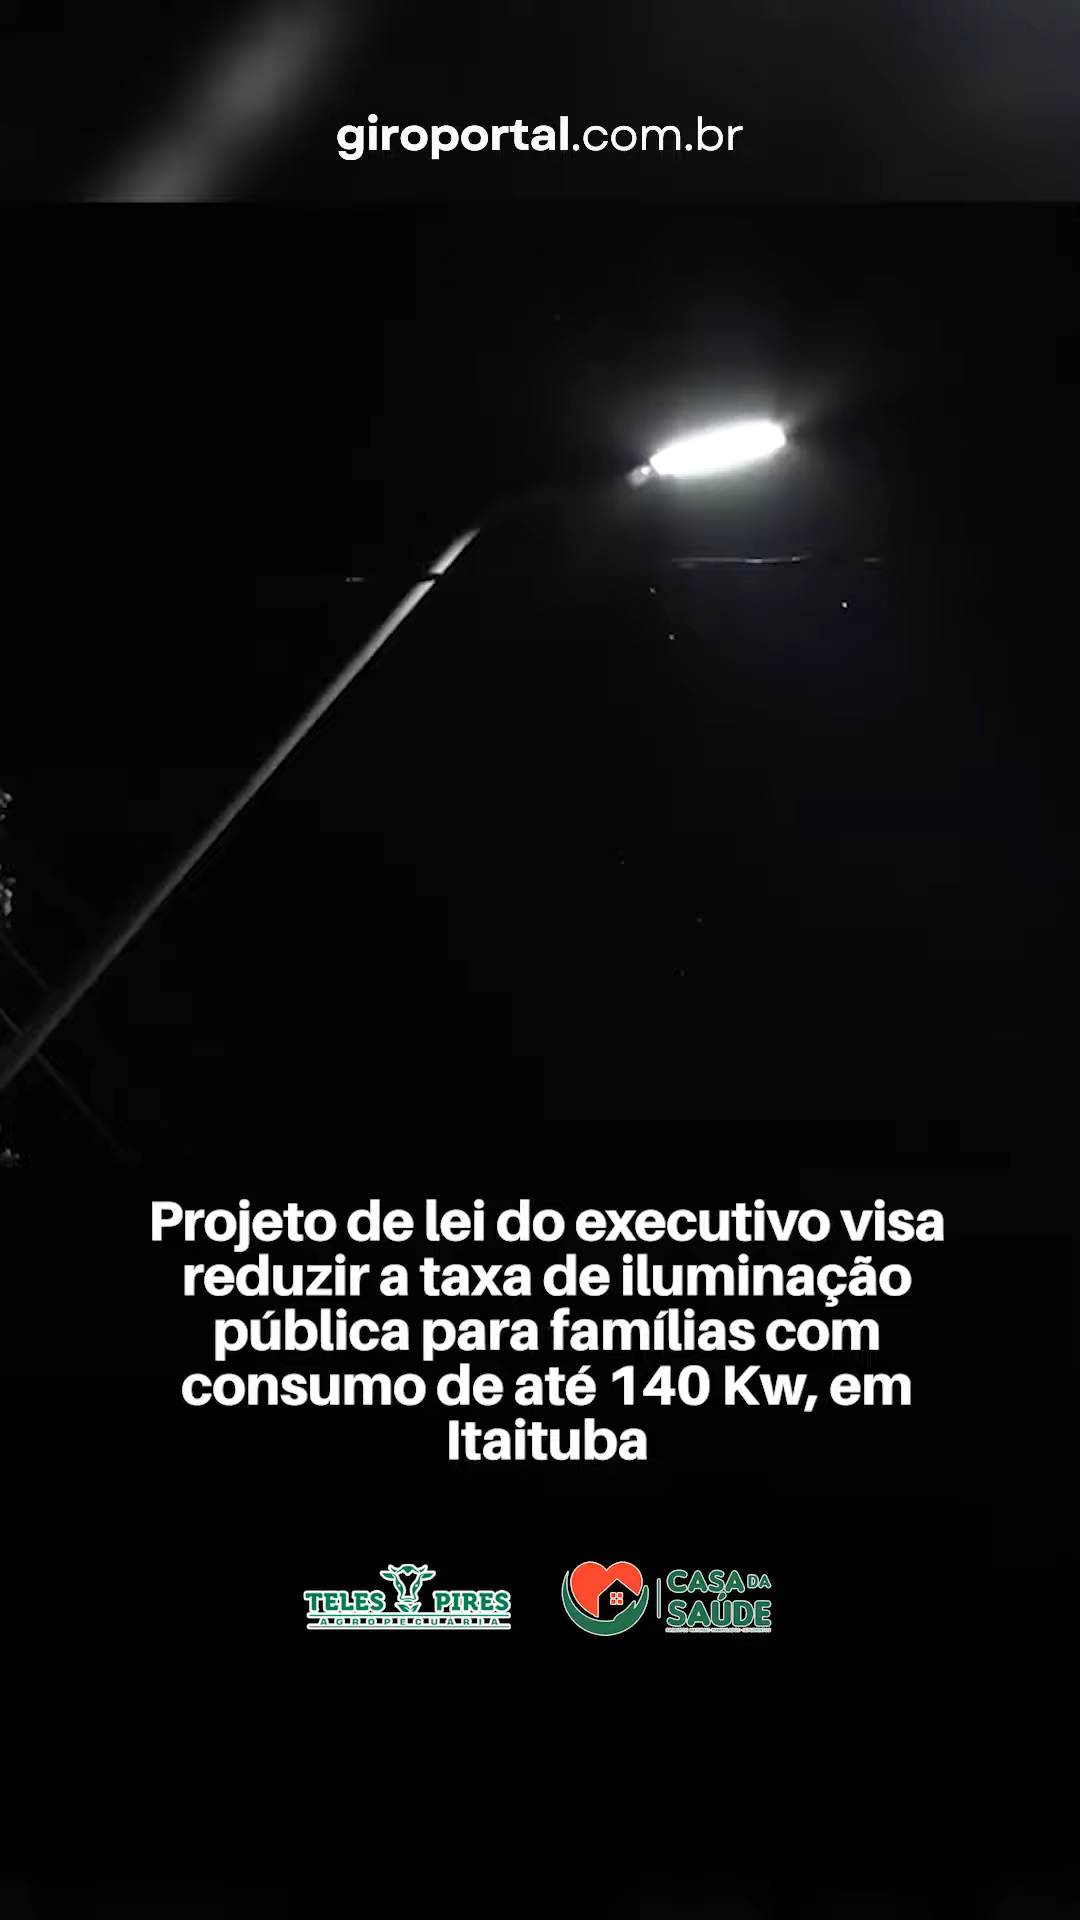 giroportal.com.br
Projeto de lei do executivo visa
reduzir a taxa de iluminação
pública para famílias com
consumo de até 140 Kw, em
Itaituba
TELES PIRES
AGROPECUÁRIA
CASA DA
SAÚDE